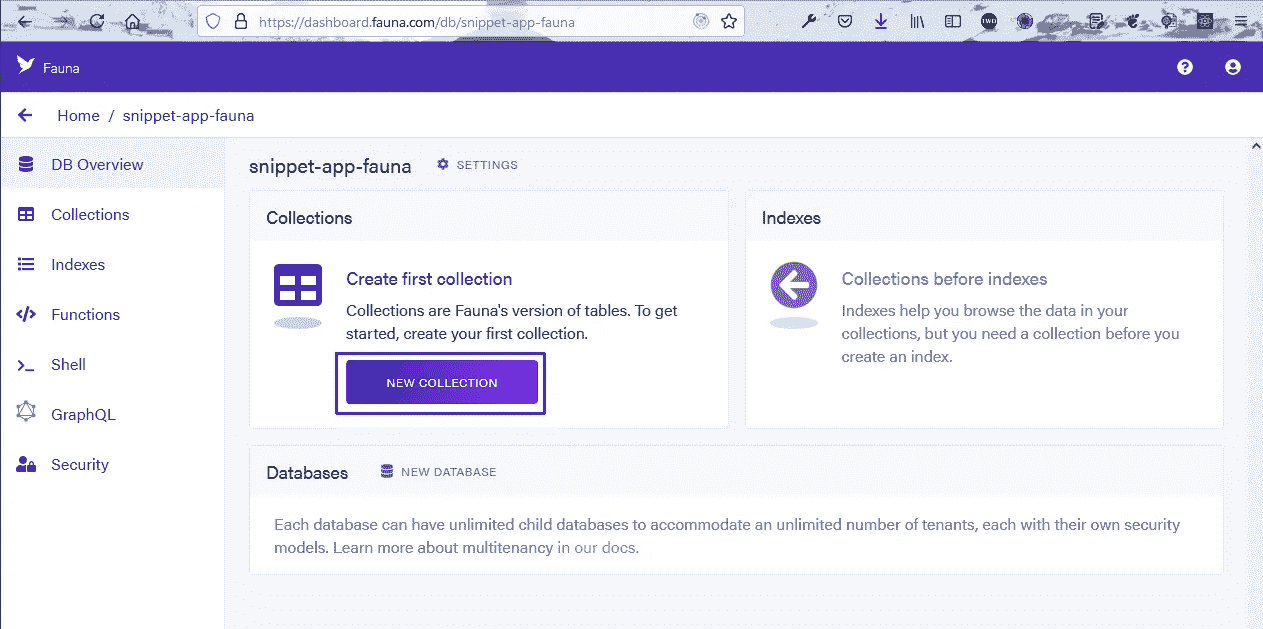 https://dashboard.fauna.com/db/snippet-app-fauna
Fauna
Home / snippet-app-fauna
DB Overview
Collections
Indexes
Functions
Shell
GraphQL
Security
snippet-app-fauna SETTINGS
Collections
Create first collection
Collections are Fauna's version of tables. To get
started, create your first collection.
NEW COLLECTION
Indexes
Collections before indexes
Indexes help you browse the data in your
collections, but you need a collection before you
create an index.
Databases NEW DATABASE
Each database can have unlimited child databases to accommodate an unlimited number of tenants, each with their own security
models. Learn more about multitenancy in our docs.